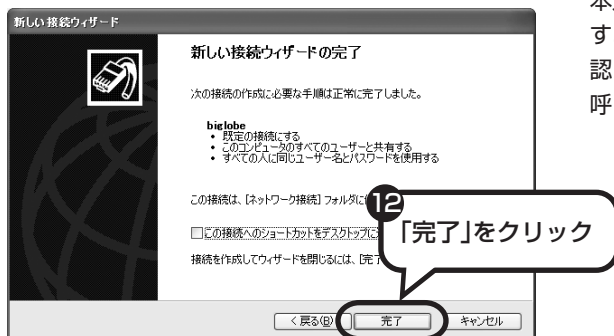 新しい接続ウィザード
新しい接続ウィザードの完了
次の接続の作成に必要な手順は正常に完了しました。
biglobe
• 既定の接続にする
• このコンピュータのすべてのユーザーと共有する
• すべての人に同じユーザー名とパスワードを使用する
この接続は、[ネットワーク接続] フォルダに
この接続へのショートカットをデスクトップに
接続を作成してウィザードを閉じるには、[完了
12
「完了」をクリック
< 戻る(B)
完了
キャンセル
す
認
呼